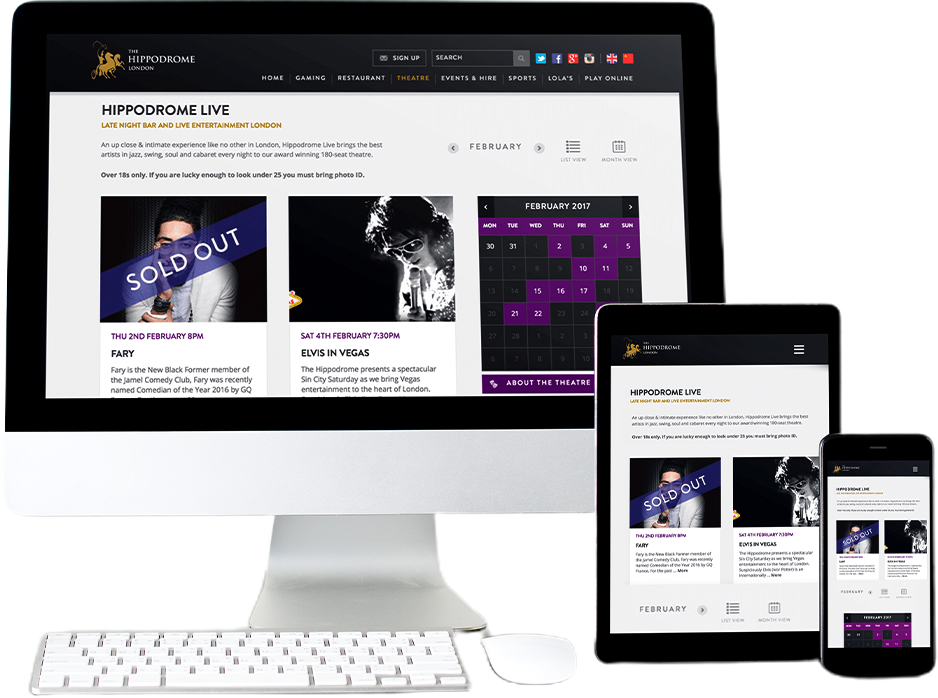 THE
HIPPODROME
LONDON
SIGN UP
SEARCH
HOME GAMING RESTAURANT THEATRE EVENTS & HIRE SPORTS LOLA'S PLAY ONLINE
HIPPODROME LIVE
LATE NIGHT BAR AND LIVE ENTERTAINMENT LONDON
An up close & intimate experience like no other in London, Hippodrome Live brings the best
artists in jazz, swing, soul and cabaret every night to our award winning 180-seat theatre.
Over 18s only. If you are lucky enough to look under 25 you must bring photo ID.
FEBRUARY
LIST VIEW
MONTH VIEW
SOLD OUT
THU 2ND FEBRUARY 8PM
FARY
Fary is the New Black Former member of
the Jamel Comedy Club, Fary was recently
named Comedian of the Year 2016 by GQ
SAT 4TH FEBRUARY 7:30PM
ELVIS IN VEGAS
The Hippodrome presents a spectacular
Sin City Saturday as we bring Vegas
entertainment to the heart of London.
FEBRUARY 2017
MON TUE WED THU FRI SAT SUN
30 31 1 2 3 4 5
6 7 8 9 10 11 12
13 14 15 16 17 18 19
20 21 22 23 24
27 28 1 2 3
6 7 8 9 10
ABOUT THE THEATRE
THE
HIPPODROME
LONDON
HIPPODROME LIVE
LATE NIGHT BAR AND LIVE ENTERTAINMENT LONDON
An up close & intimate experience like no other in London, Hippodrome Live brings the best
artists in jazz, swing, soul and cabaret every night to our award winning 180-seat theatre.
Over 18s only. If you are lucky enough to look under 25 you must bring photo ID.
SOLD OUT
THU 2ND FEBRUARY 8PM
FARY
Fary is the New Black Former member of
the Jamel Comedy Club, Fary was recently
named Comedian of the Year 2016 by GQ
France. For the past ... More
SAT 4TH FEBRUARY 7:30PM
ELVIS IN VEGAS
The Hippodrome presents a spectacular
Sin City Saturday as we bring Vegas
entertainment to the heart of London.
Suspiciously Elvis (Ivor Potter) is an
internationally ... More
FEBRUARY
LIST VIEW
MONTH VIEW
HIPPODROME
HIPPODROME LIVE
SOLD OUT
FARY
ELVIS IN VEGAS
FEBRUARY
FEBRUARY 2017